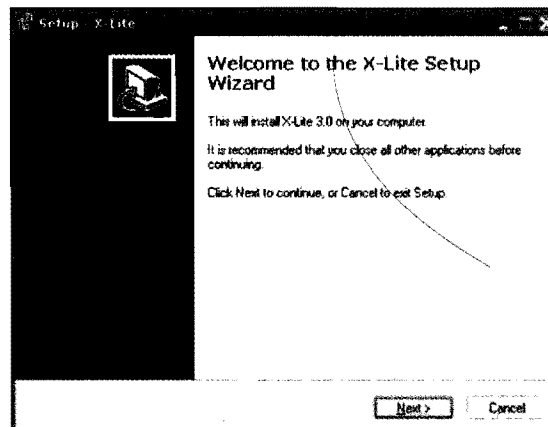 Setup - X-Lite
Welcome to the X-Lite Setup
Wizard
This will install X-Lite 3.0 on your computer.
It is recommended that you close all other applications before
continuing.
Click Next to continue, or Cancel to exit Setup.
Next >
Cancel